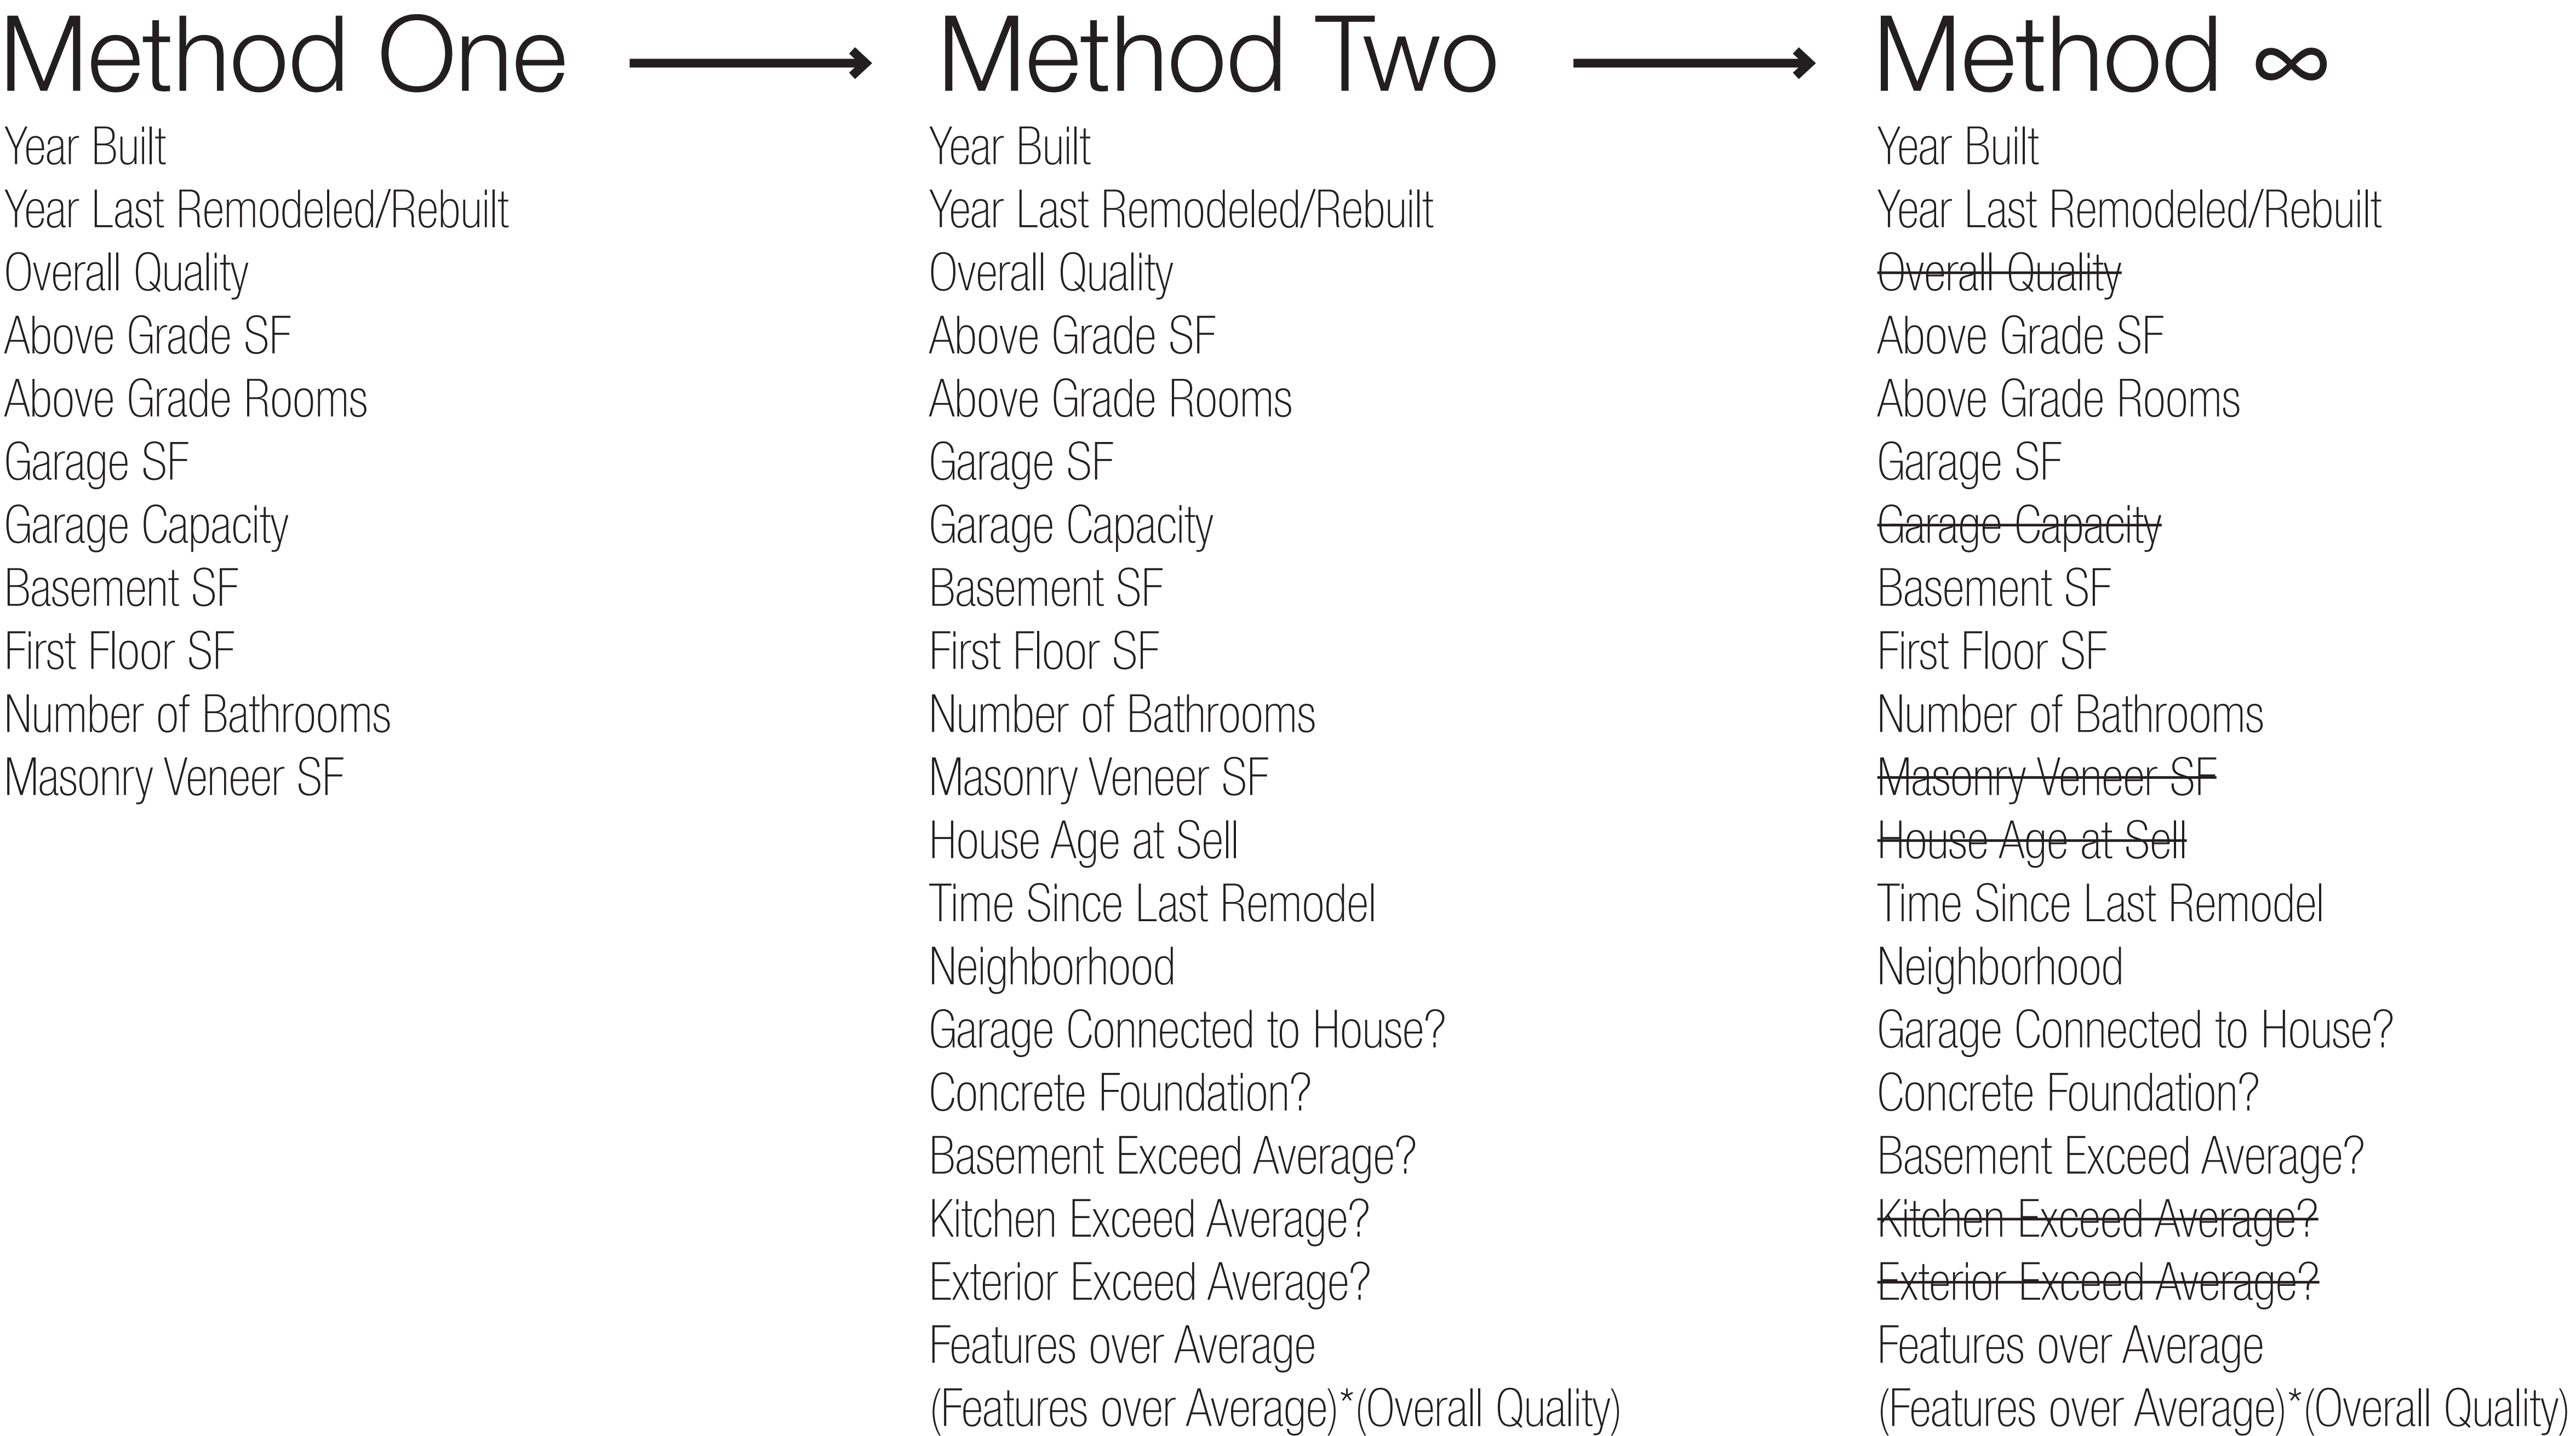 Method One → Method Two → Method ∞
Year Built
Year Last Remodeled/Rebuilt
Overall Quality
Above Grade SF
Above Grade Rooms
Garage SF
Garage Capacity
Basement SF
First Floor SF
Number of Bathrooms
Masonry Veneer SF
Year Built
Year Last Remodeled/Rebuilt
Overall Quality
Above Grade SF
Above Grade Rooms
Garage SF
Garage Capacity
Basement SF
First Floor SF
Number of Bathrooms
Masonry Veneer SF
House Age at Sell
Time Since Last Remodel
Neighborhood
Garage Connected to House?
Concrete Foundation?
Basement Exceed Average?
Kitchen Exceed Average?
Exterior Exceed Average?
Features over Average
(Features over Average)*(Overall Quality)
Year Built
Year Last Remodeled/Rebuilt
Overall Quality
Above Grade SF
Above Grade Rooms
Garage SF
Garage Capacity
Basement SF
First Floor SF
Number of Bathrooms
Masonry Veneer SF
House Age at Sell
Time Since Last Remodel
Neighborhood
Garage Connected to House?
Concrete Foundation?
Basement Exceed Average?
Kitchen Exceed Average?
Exterior Exceed Average?
Features over Average
(Features over Average)*(Overall Quality)